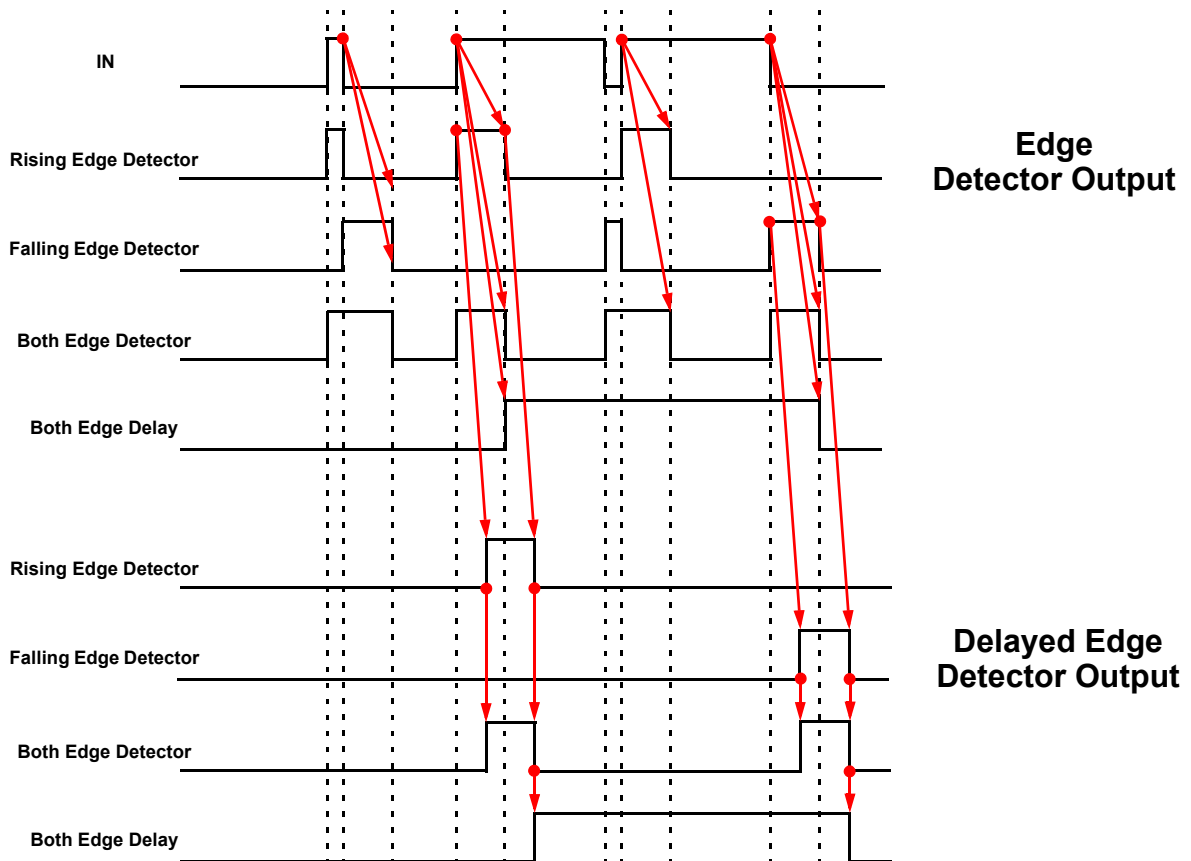 IN
Rising Edge Detector
Edge
Detector Output
Falling Edge Detector
Both Edge Detector
Both Edge Delay
Rising Edge Detector
Falling Edge Detector
Delayed Edge
Detector Output
Both Edge Detector
Both Edge Delay